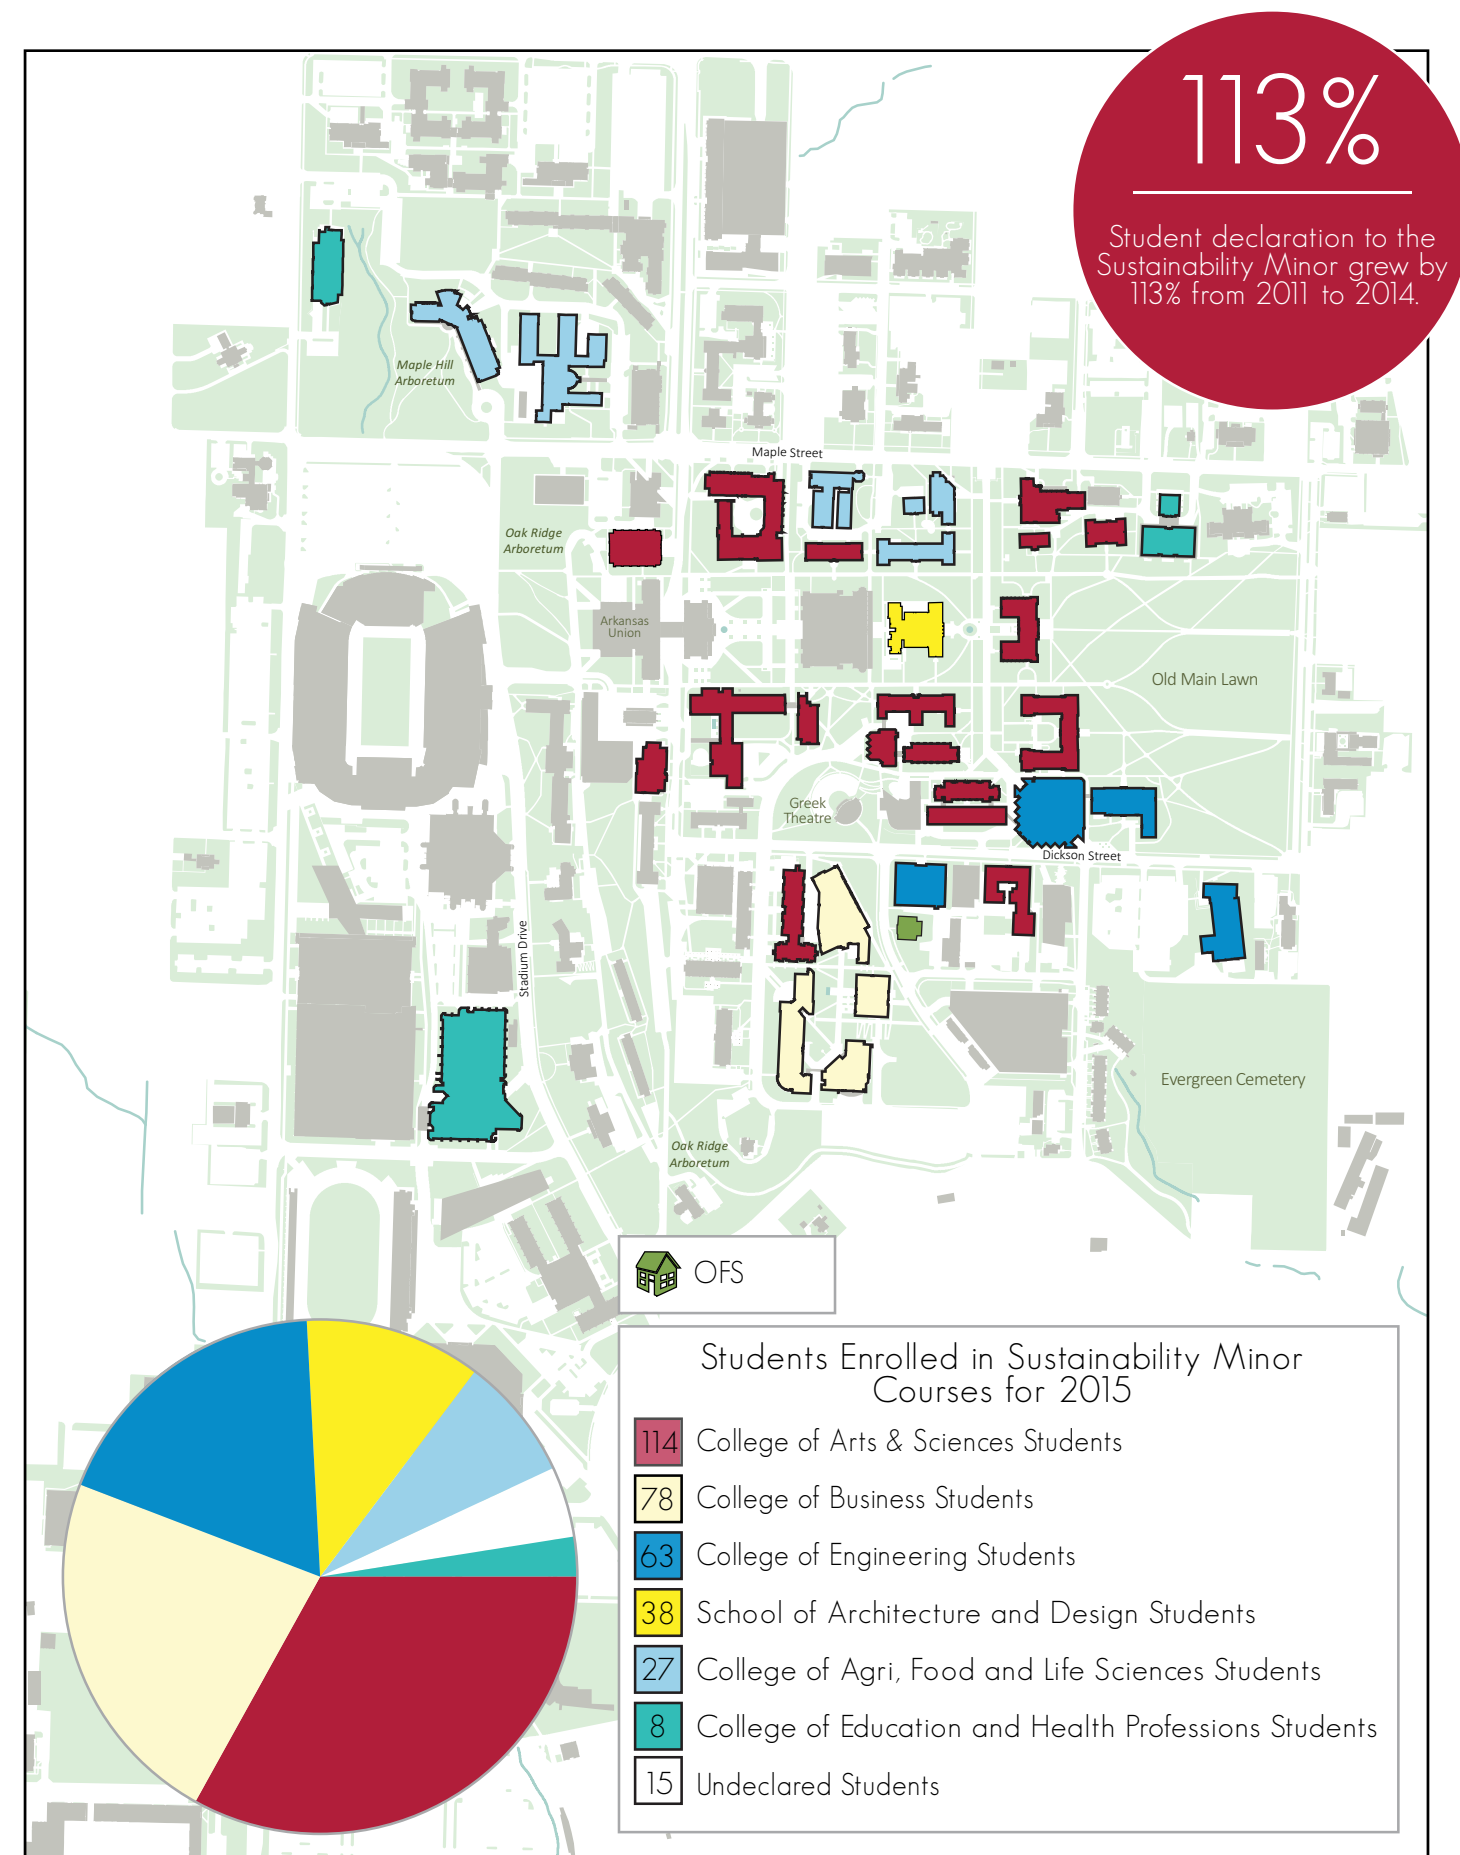 113%
Student declaration to the
Sustainability Minor grew by
113% from 2011 to 2014.
Maple Hill
Arboretum
Maple Street
Oak Ridge
Arboretum
Arkansas
Union
Old Main Lawn
Greek
Theatre
Dickson Street
Stadium Drive
Evergreen Cemetery
Oak Ridge
Arboretum
OFS
Students Enrolled in Sustainability Minor
Courses for 2015
114 College of Arts & Sciences Students
78 College of Business Students
63 College of Engineering Students
38 School of Architecture and Design Students
27 College of Agri, Food and Life Sciences Students
8 College of Education and Health Professions Students
15 Undeclared Students